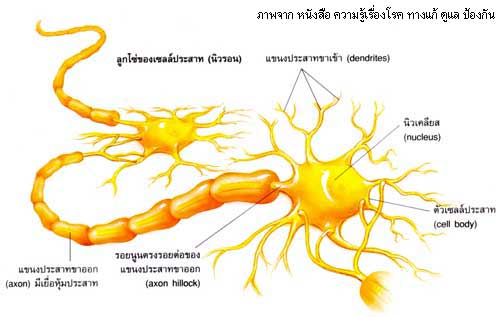 ภาพจาก หนังสือ ความรู้เรื่องโรค ทางแก้ ดูแล ป้องกัน
ลูกโซ่ของเซลล์ประสาท (นิวรอน)
แขนงประสาทขาเข้า (dendrites)
นิวเคลียส
(nucleus)
ตัวเซลล์ประสาท
(cell body)
รอยนูนตรงรอยต่อของ
แขนงประสาทขาออก
(axon hillock)
แขนงประสาทขาออก
(axon) มีเยื่อหุ้มประสาท